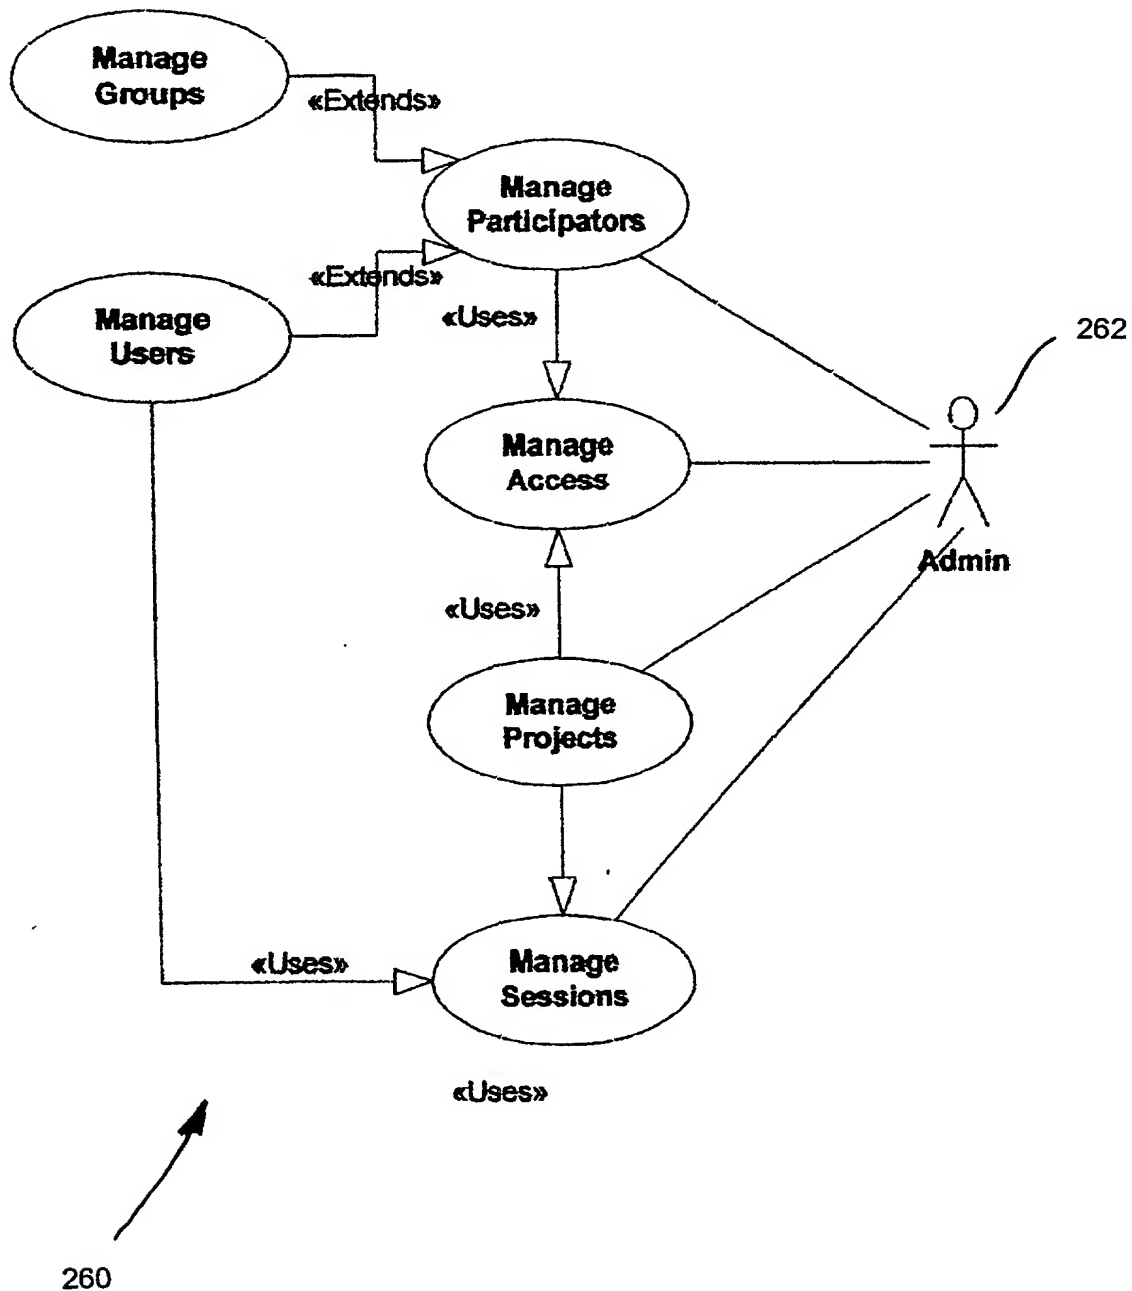 Manage
Groups
«Extends»
Manage
Participators
«Extends»
Manage
Users
«Uses»
262
Manage
Access
Admin
«Uses»
Manage
Projects
«Uses»
Manage
Sessions
«Uses»
260